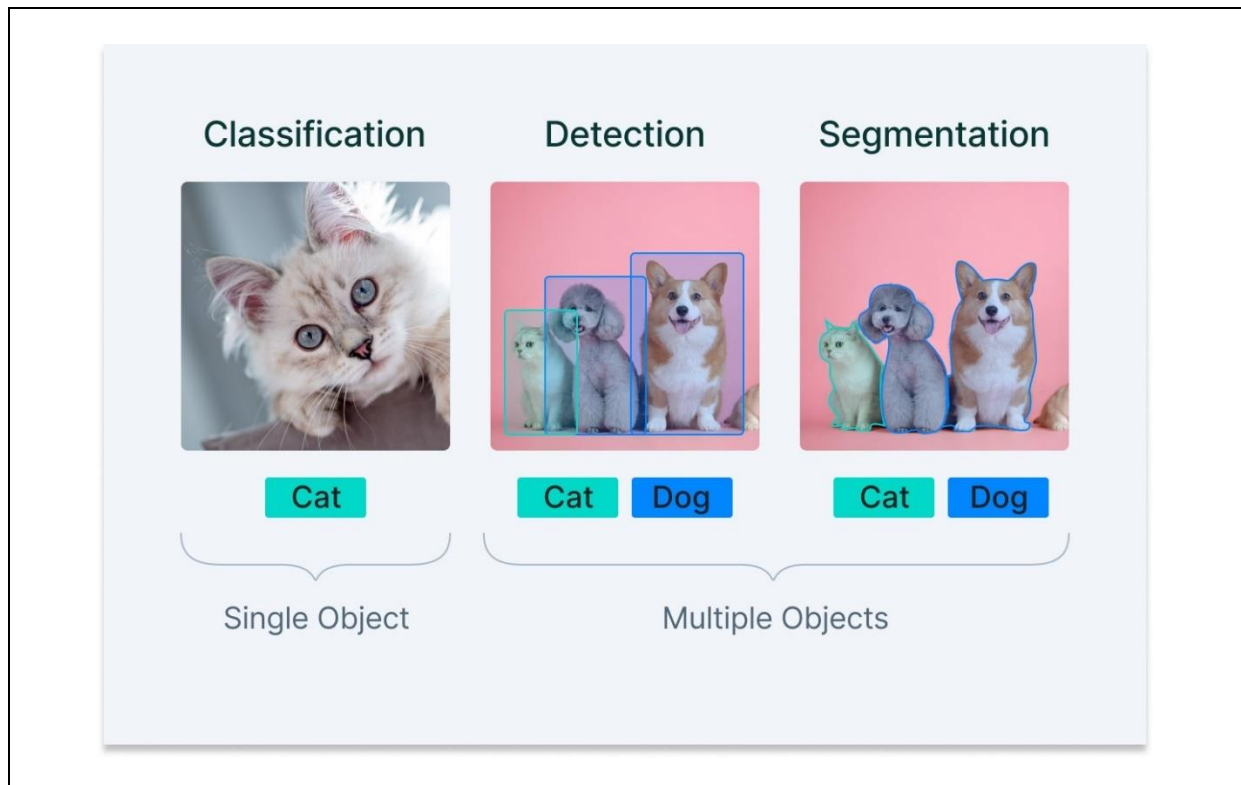 Classification
Detection
Segmentation
Cat
Cat
Dog
Cat
Dog
Single Object
Multiple Objects